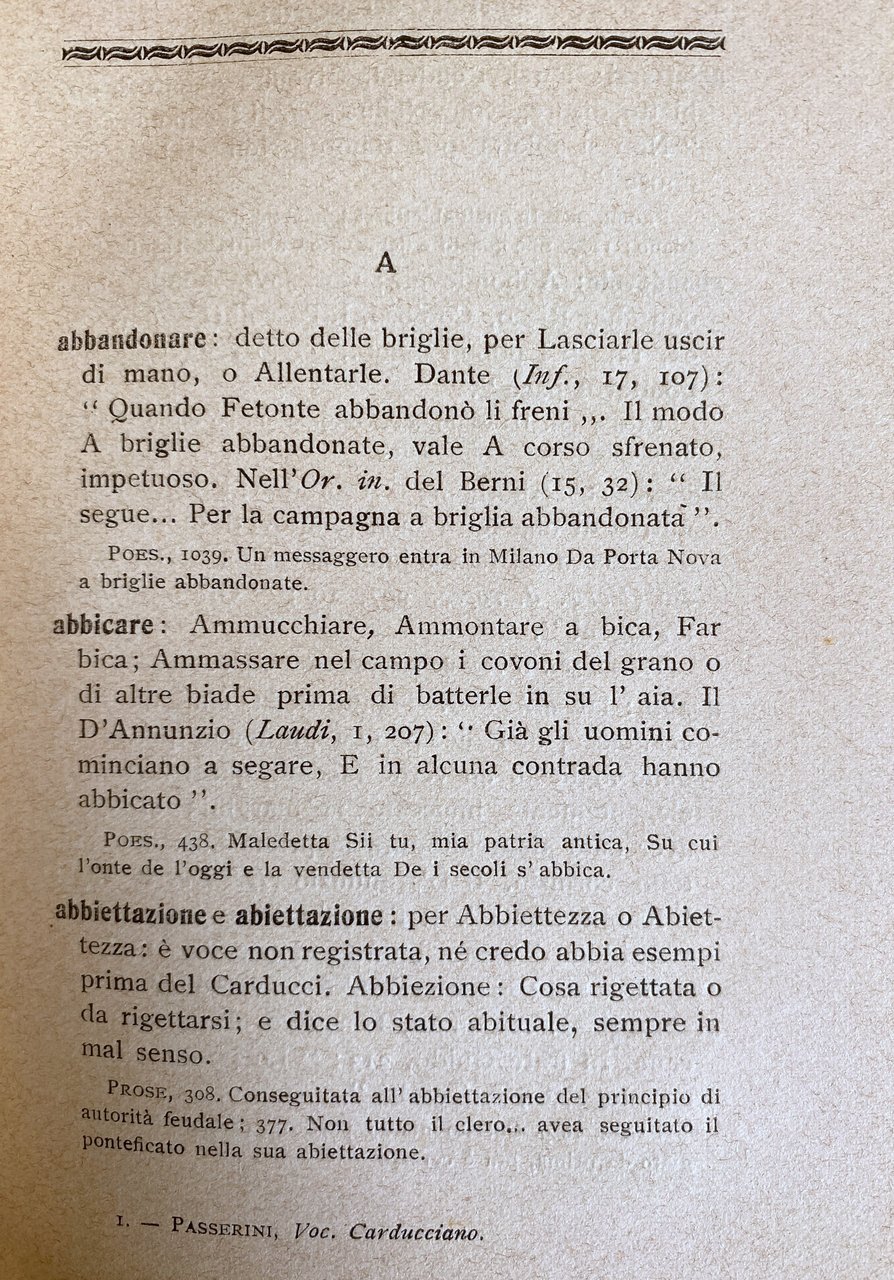 A
abbandonare: detto delle briglie, per Lasciarle uscir
di mano, o Allentarle. Dante (Inf., 17, 107):
“ Quando Fetonte abbandonò li freni ,,. Il modo
A briglie abbandonate, vale A corso sfrenato,
impetuoso. Nell'Or. in. del Berni (15, 32): “ Il
segue... Per la campagna a briglia abbandonata ”.
POES., 1039. Un messaggero entra in Milano Da Porta Nova
a briglie abbandonate.
abbicare: Ammucchiare, Ammontare a bica, Far
bica; Ammassare nel campo i covoni del grano o
di altre biade prima di batterle in su l' aia. Il
D'Annunzio (Laudi, 1, 207): “ Già gli uomini co-
minciano a segare, E in alcuna contrada hanno
abbicato ”.
POES., 438. Maledetta Sii tu, mia patria antica, Su cui
l'onte de l'oggi e la vendetta De i secoli s' abbica.
abbiettazione e abiettazione: per Abbiettezza o Abiet-
tezza: è voce non registrata, né credo abbia esempi
prima del Carducci. Abbiezione: Cosa rigettata o
da rigettarsi; e dice lo stato abituale, sempre in
mal senso.
PROSE, 308. Conseguitata all' abbiettazione del principio di
autorità feudale; 377. Non tutto il clero... avea seguitato il
ponteficato nella sua abiettazione.
1. — PASSERINI, Voc. Carducciano.